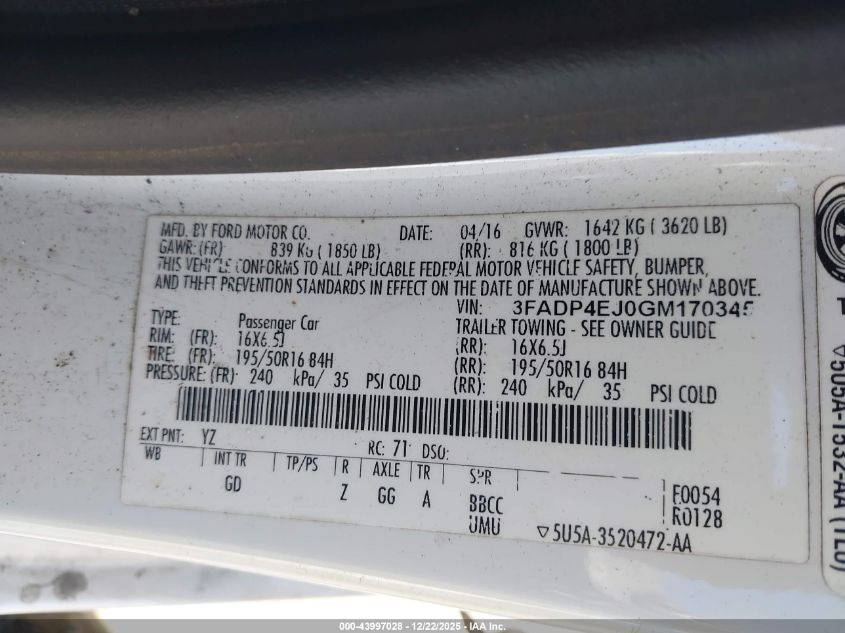 MFD. BY FORD MOTOR CO. DATE: 04/16 GVWR: 1642 KG ( 3620 LB)
GAWR: (FR) 839 KG ( 1850 LB) (RR): 816 KG ( 1800 LB)
THIS VEHICLE CONFORMS TO ALL APPLICABLE FEDERAL MOTOR VEHICLE SAFETY, BUMPER,
AND THEFT PREVENTION STANDARDS IN EFFECT ON THE DATE OF MANUFACTURE SHOWN ABOVE.
VIN: 3FADP4EJ0GM170345
TYPE: Passenger Car TRAILER TOWING - SEE OWNER GUIDE
RIM: (FR): 16X6.5J (RR): 16X6.5J
TIRE: (FR): 195/50R16 84H (RR): 195/50R16 84H
PRESSURE: (FR): 240 kPa/ 35 PSI COLD (RR): 240 kPa/ 35 PSI COLD
EXT PNT: YZ RC: 71 DSO:
WB INT TR TP/PS R AXLE TR SPR
GD Z GG A BBCC F0054
UMU R0128
▽5U5A-3520472-AA
▽5U5A-1532-AA (TLU)
000-43997028 - 12/22/2025 - IAA Inc.